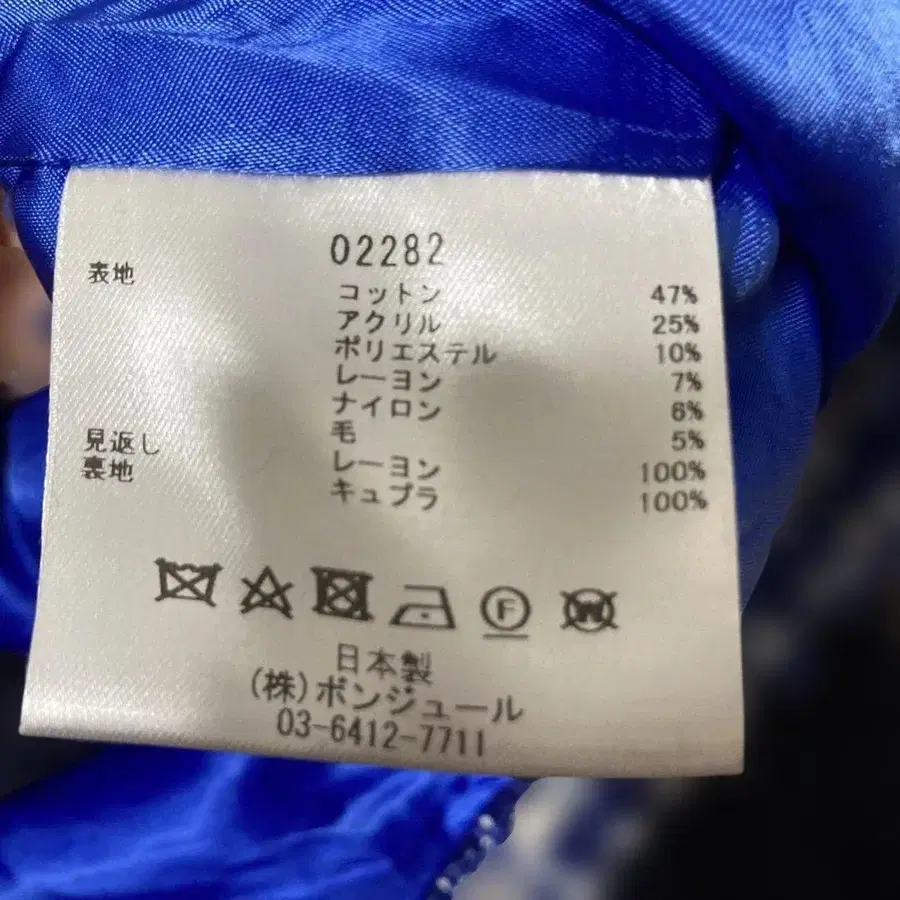 02282
表地
コットン 47%
アクリル 25%
ポリエステル 10%
レーヨン 7%
ナイロン 6%
毛 5%
見返し レーヨン 100%
裏地 キュプラ 100%
F
W
日本製
(株)ボンジュール
03-6412-7711